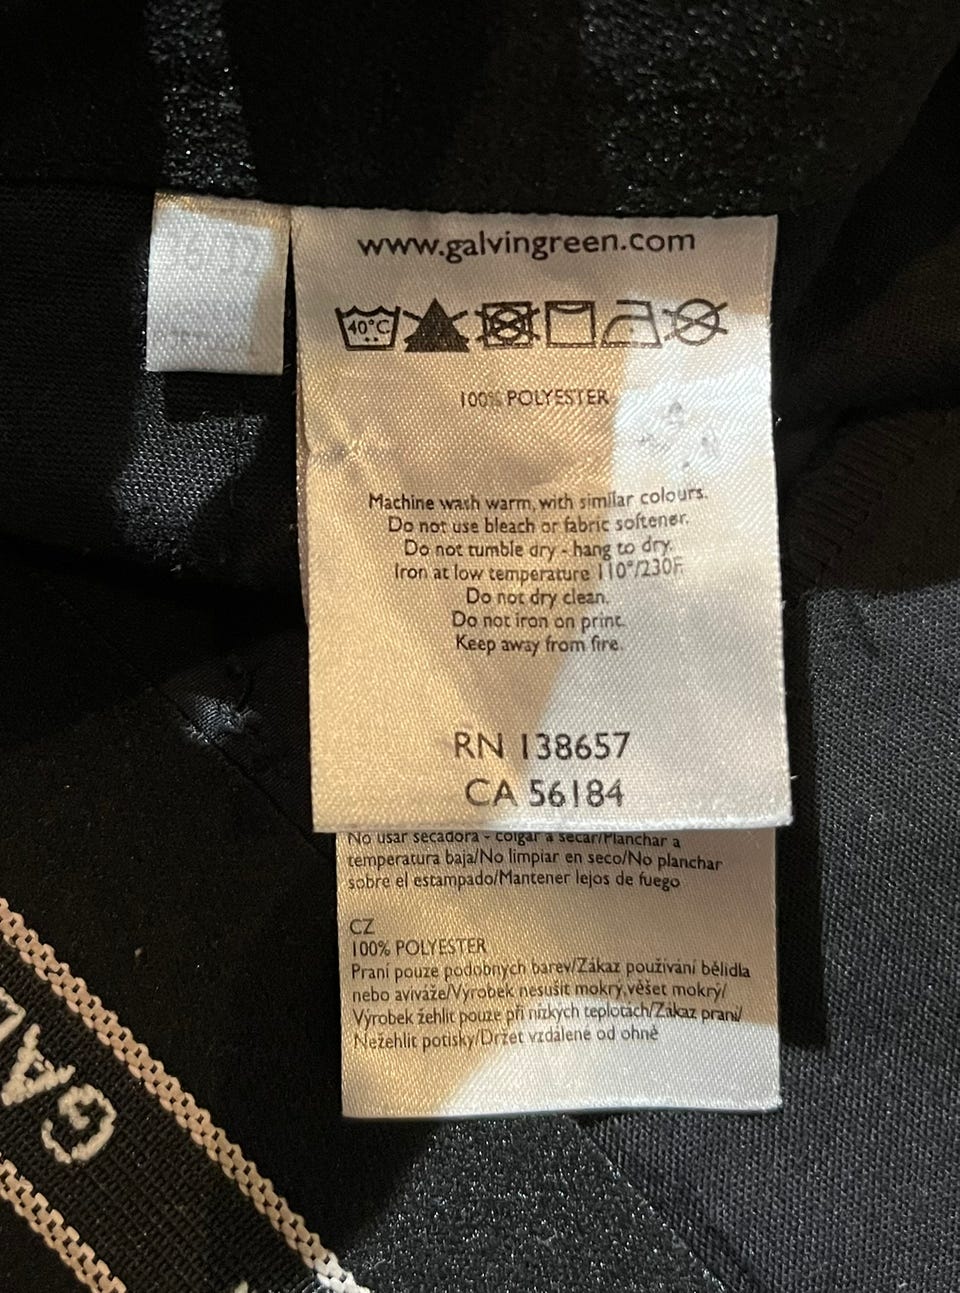 www.galvingreen.com
40°C
100% POLYESTER
Machine wash warm, with similar colours.
Do not use bleach or fabric softener.
Do not tumble dry - hang to dry.
Iron at low temperature 110°/230F.
Do not dry clean.
Do not iron on print.
Keep away from fire.
RN 138657
CA 56184
No usar secadora - colgar a secar/Planchar a
temperatura baja/No limpiar en seco/No planchar
sobre el estampado/Mantener lejos de fuego
CZ
100% POLYESTER
Praní pouze podobnych barev/Zákaz používání bělidla
nebo aviváže/Vyrobek nesušit mokrý,věšet mokrý/
Výrobek žehlit pouze při nízkých teplotách/Zákaz praní/
Nežehlit potisky/Držet vzdálené od ohně
GAL